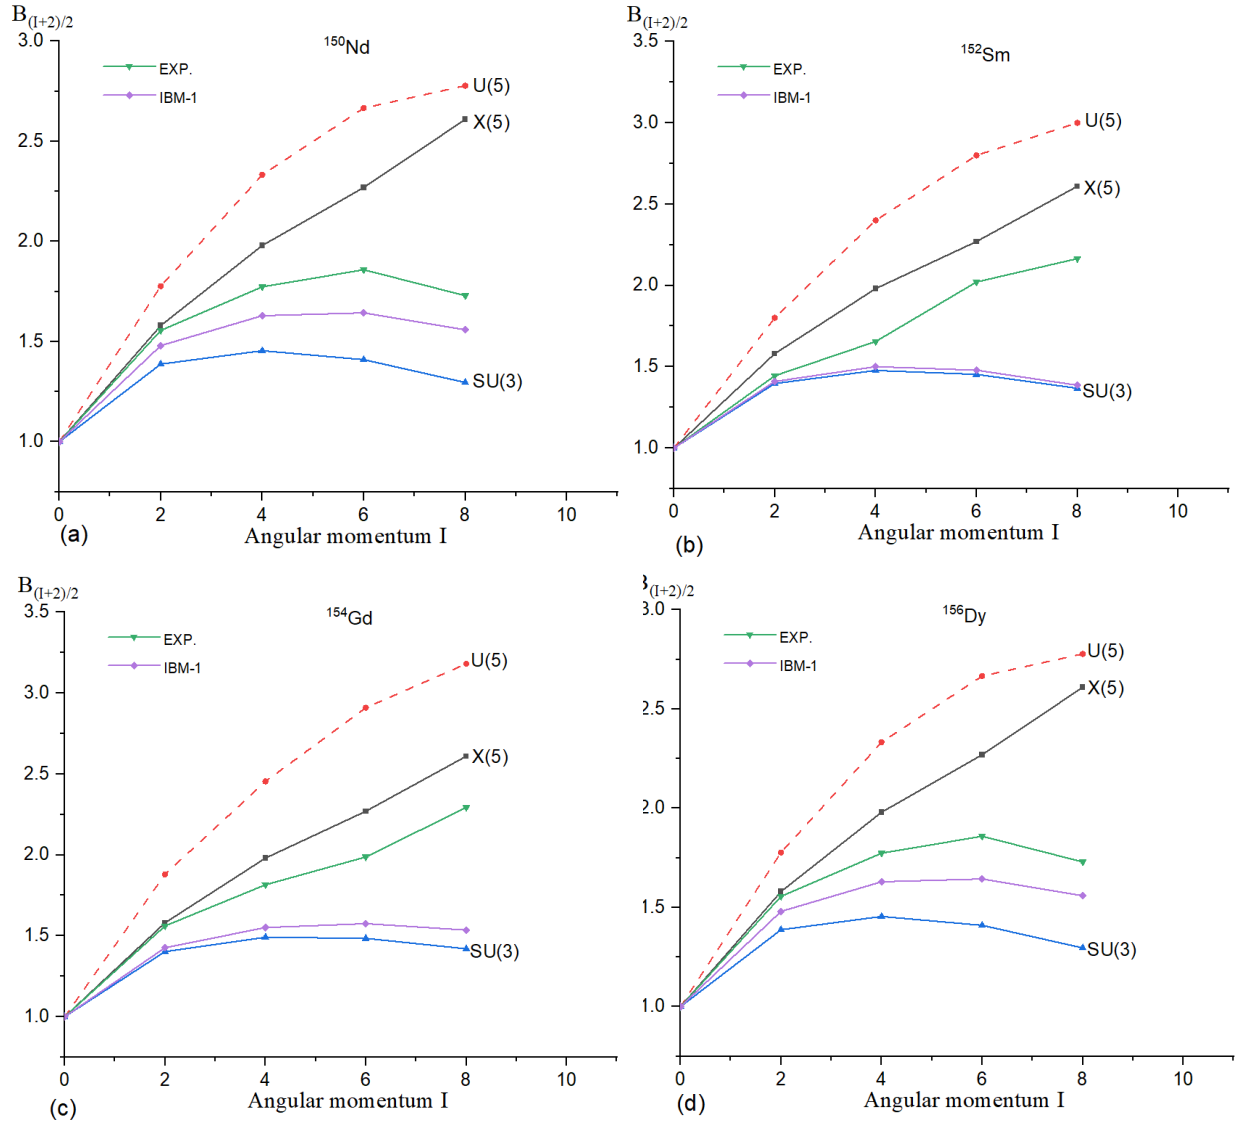 B(I+2)/2
150Nd
3.0
EXP.
IBM-1
U(5)
X(5)
2.5
2.0
1.5
SU(3)
1.0
0 2 4 6 8 10
(a) Angular momentum I
B(I+2)/2
152Sm
3.5
EXP.
IBM-1
3.0
U(5)
2.5
X(5)
2.0
1.5
SU(3)
1.0
0 2 4 6 8 10
(b) Angular momentum I
B(I+2)/2
154Gd
3.5
EXP.
IBM-1
U(5)
3.0
X(5)
2.5
2.0
1.5
SU(3)
1.0
0 2 4 6 8 10
(c) Angular momentum I
B(I+2)/2
156Dy
3.0
EXP.
IBM-1
U(5)
X(5)
2.5
2.0
1.5
SU(3)
1.0
0 2 4 6 8 10
(d) Angular momentum I